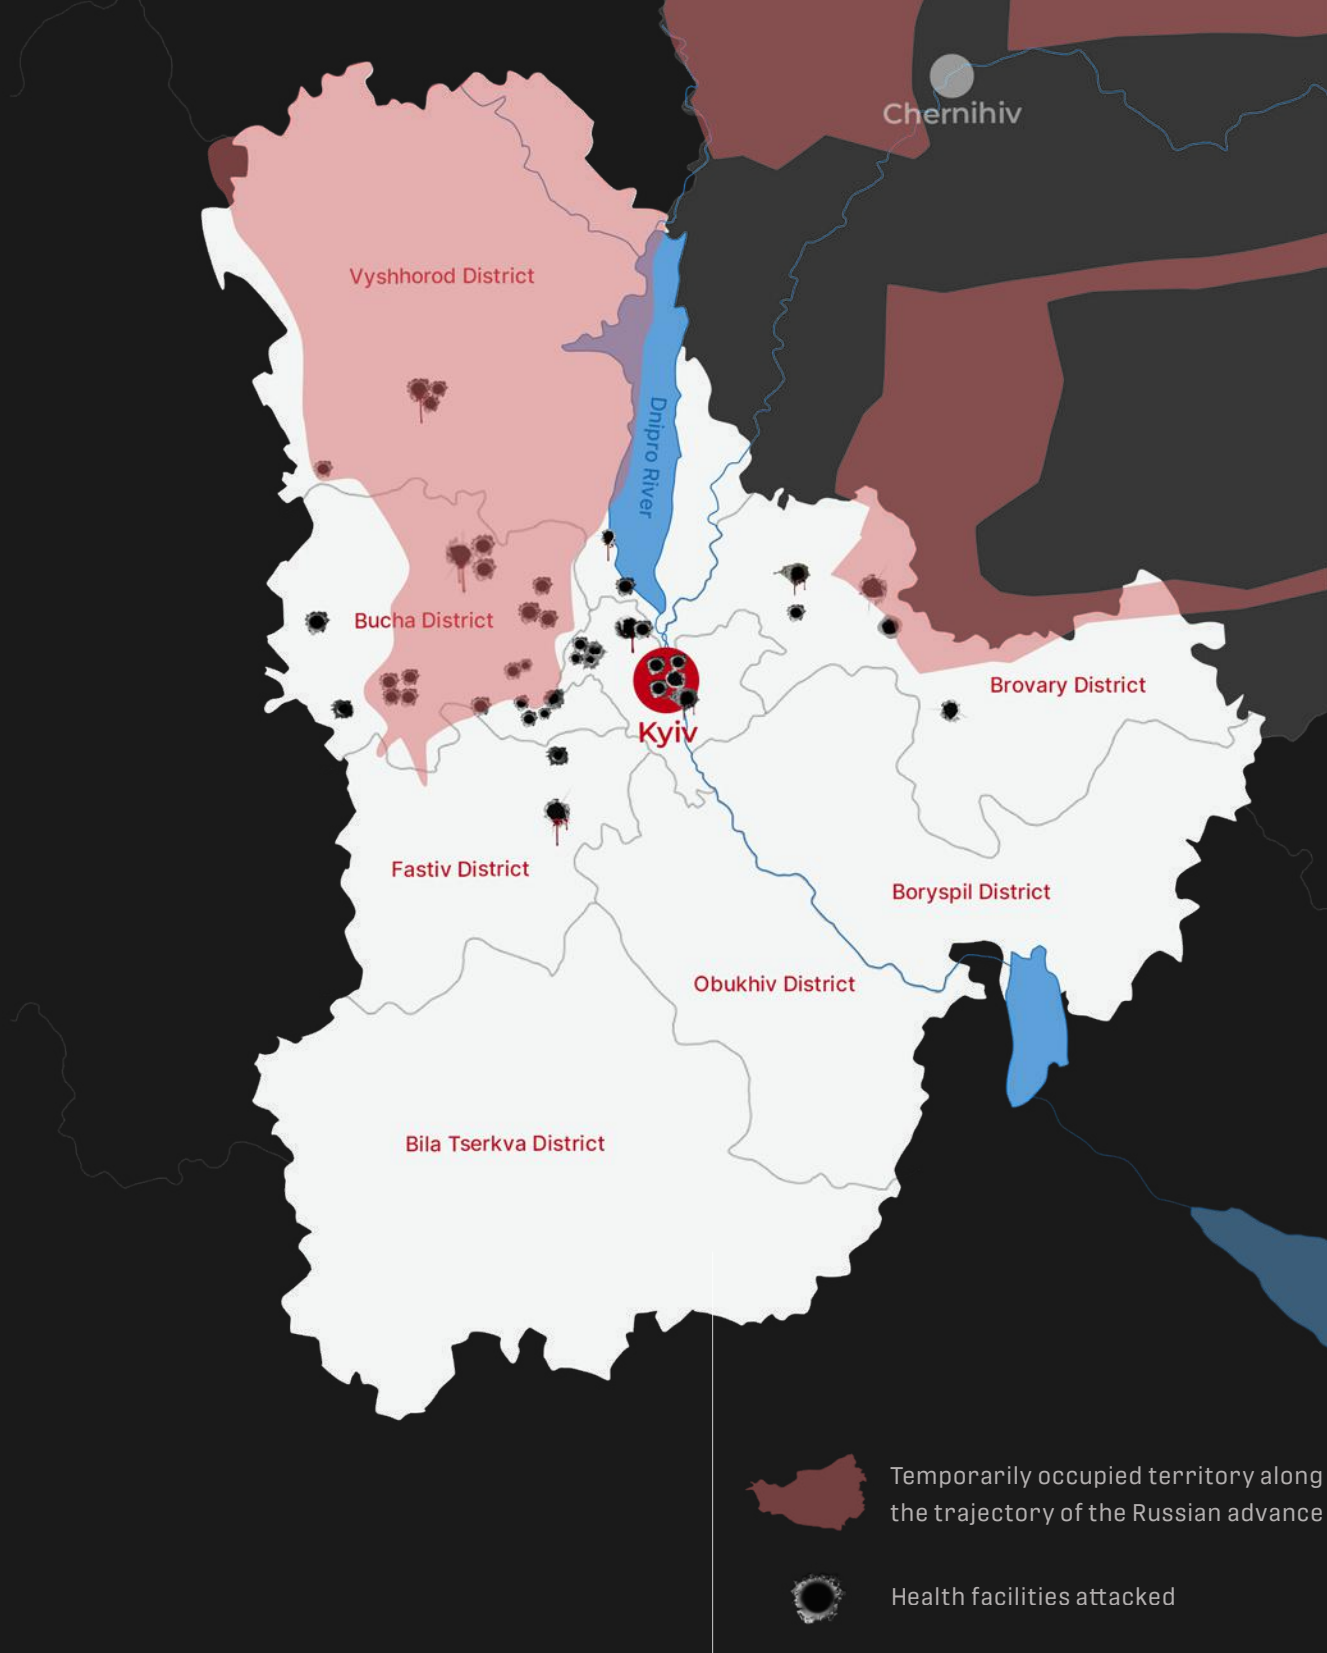 Chernihiv
Vyshhorod District
Dnipro River
Bucha District
Brovary District
Kyiv
Fastiv District
Boryspil District
Obukhiv District
Bila Tserkva District
Temporarily occupied territory along
the trajectory of the Russian advance
Health facilities attacked